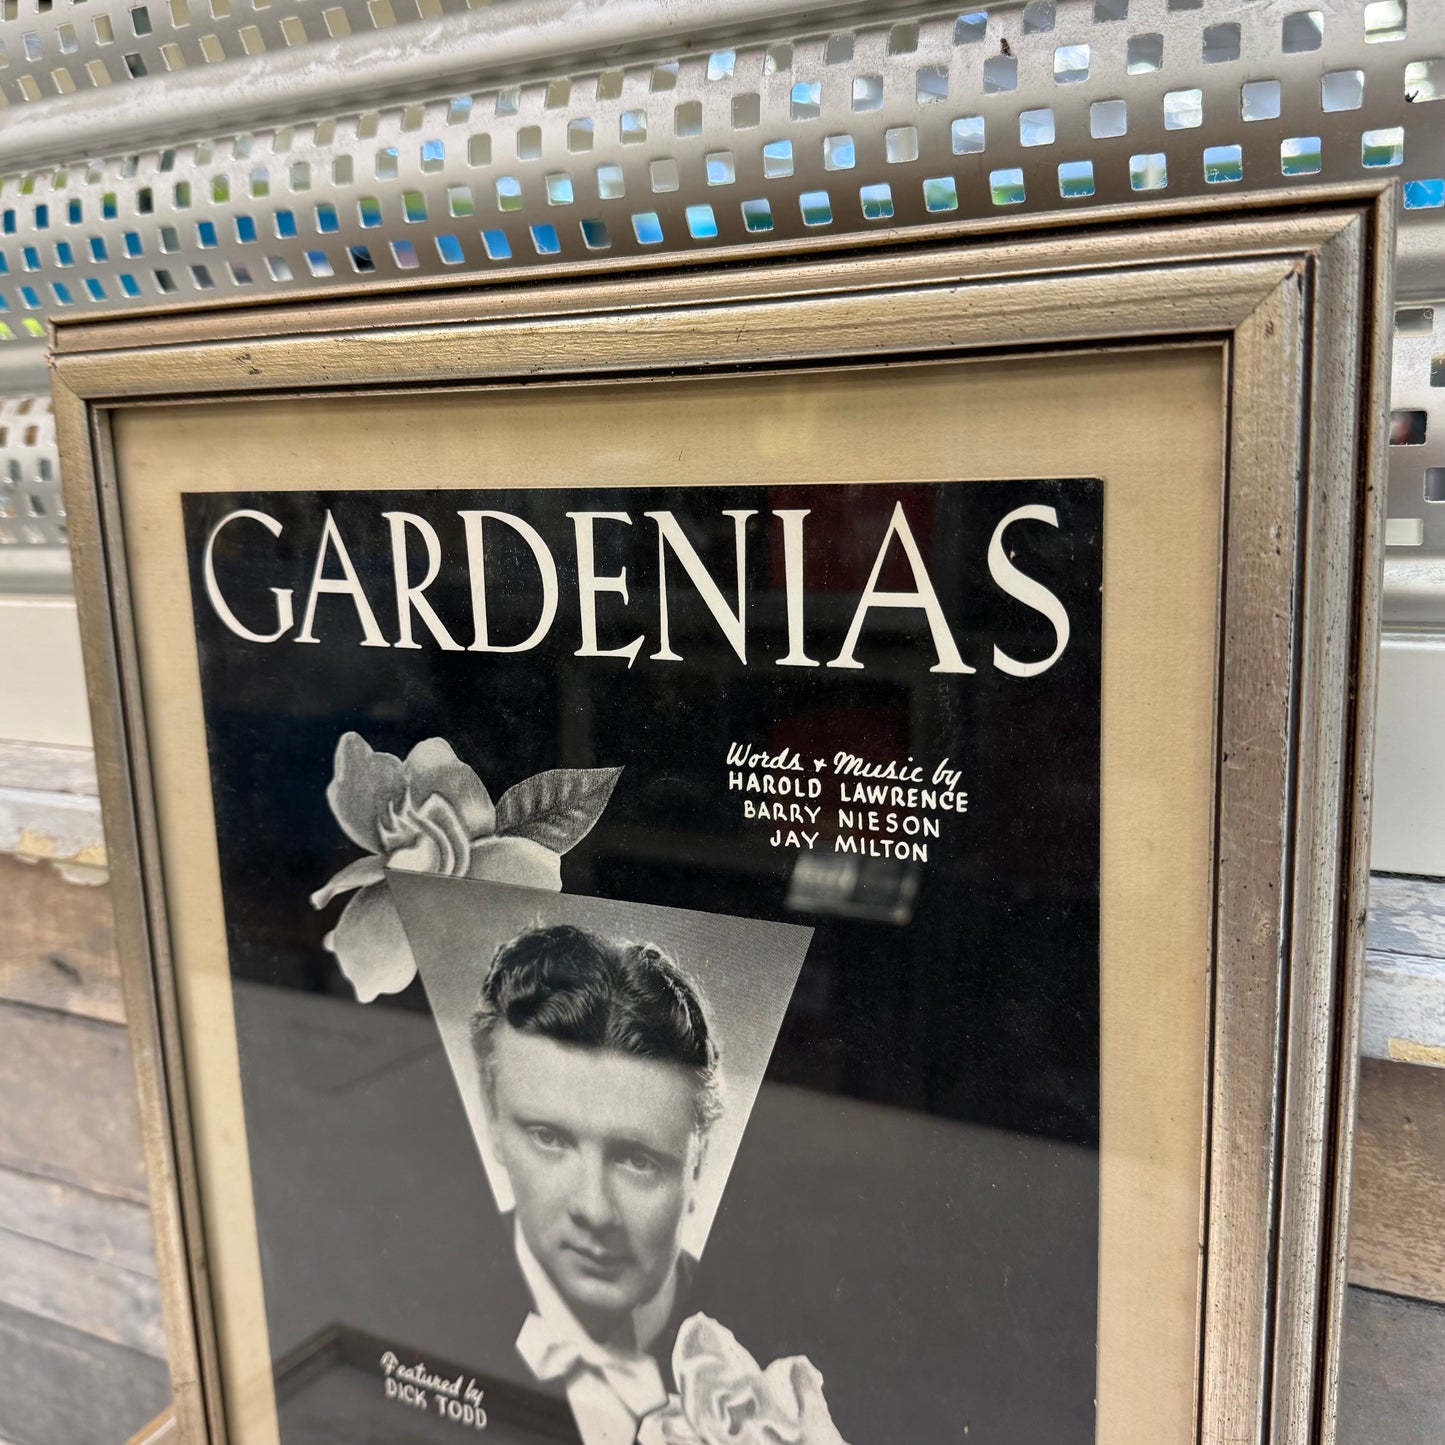 GARDENIAS
Words + Music by
HAROLD LAWRENCE
BARRY NIESON
JAY MILTON
Featured by
DICK TODD